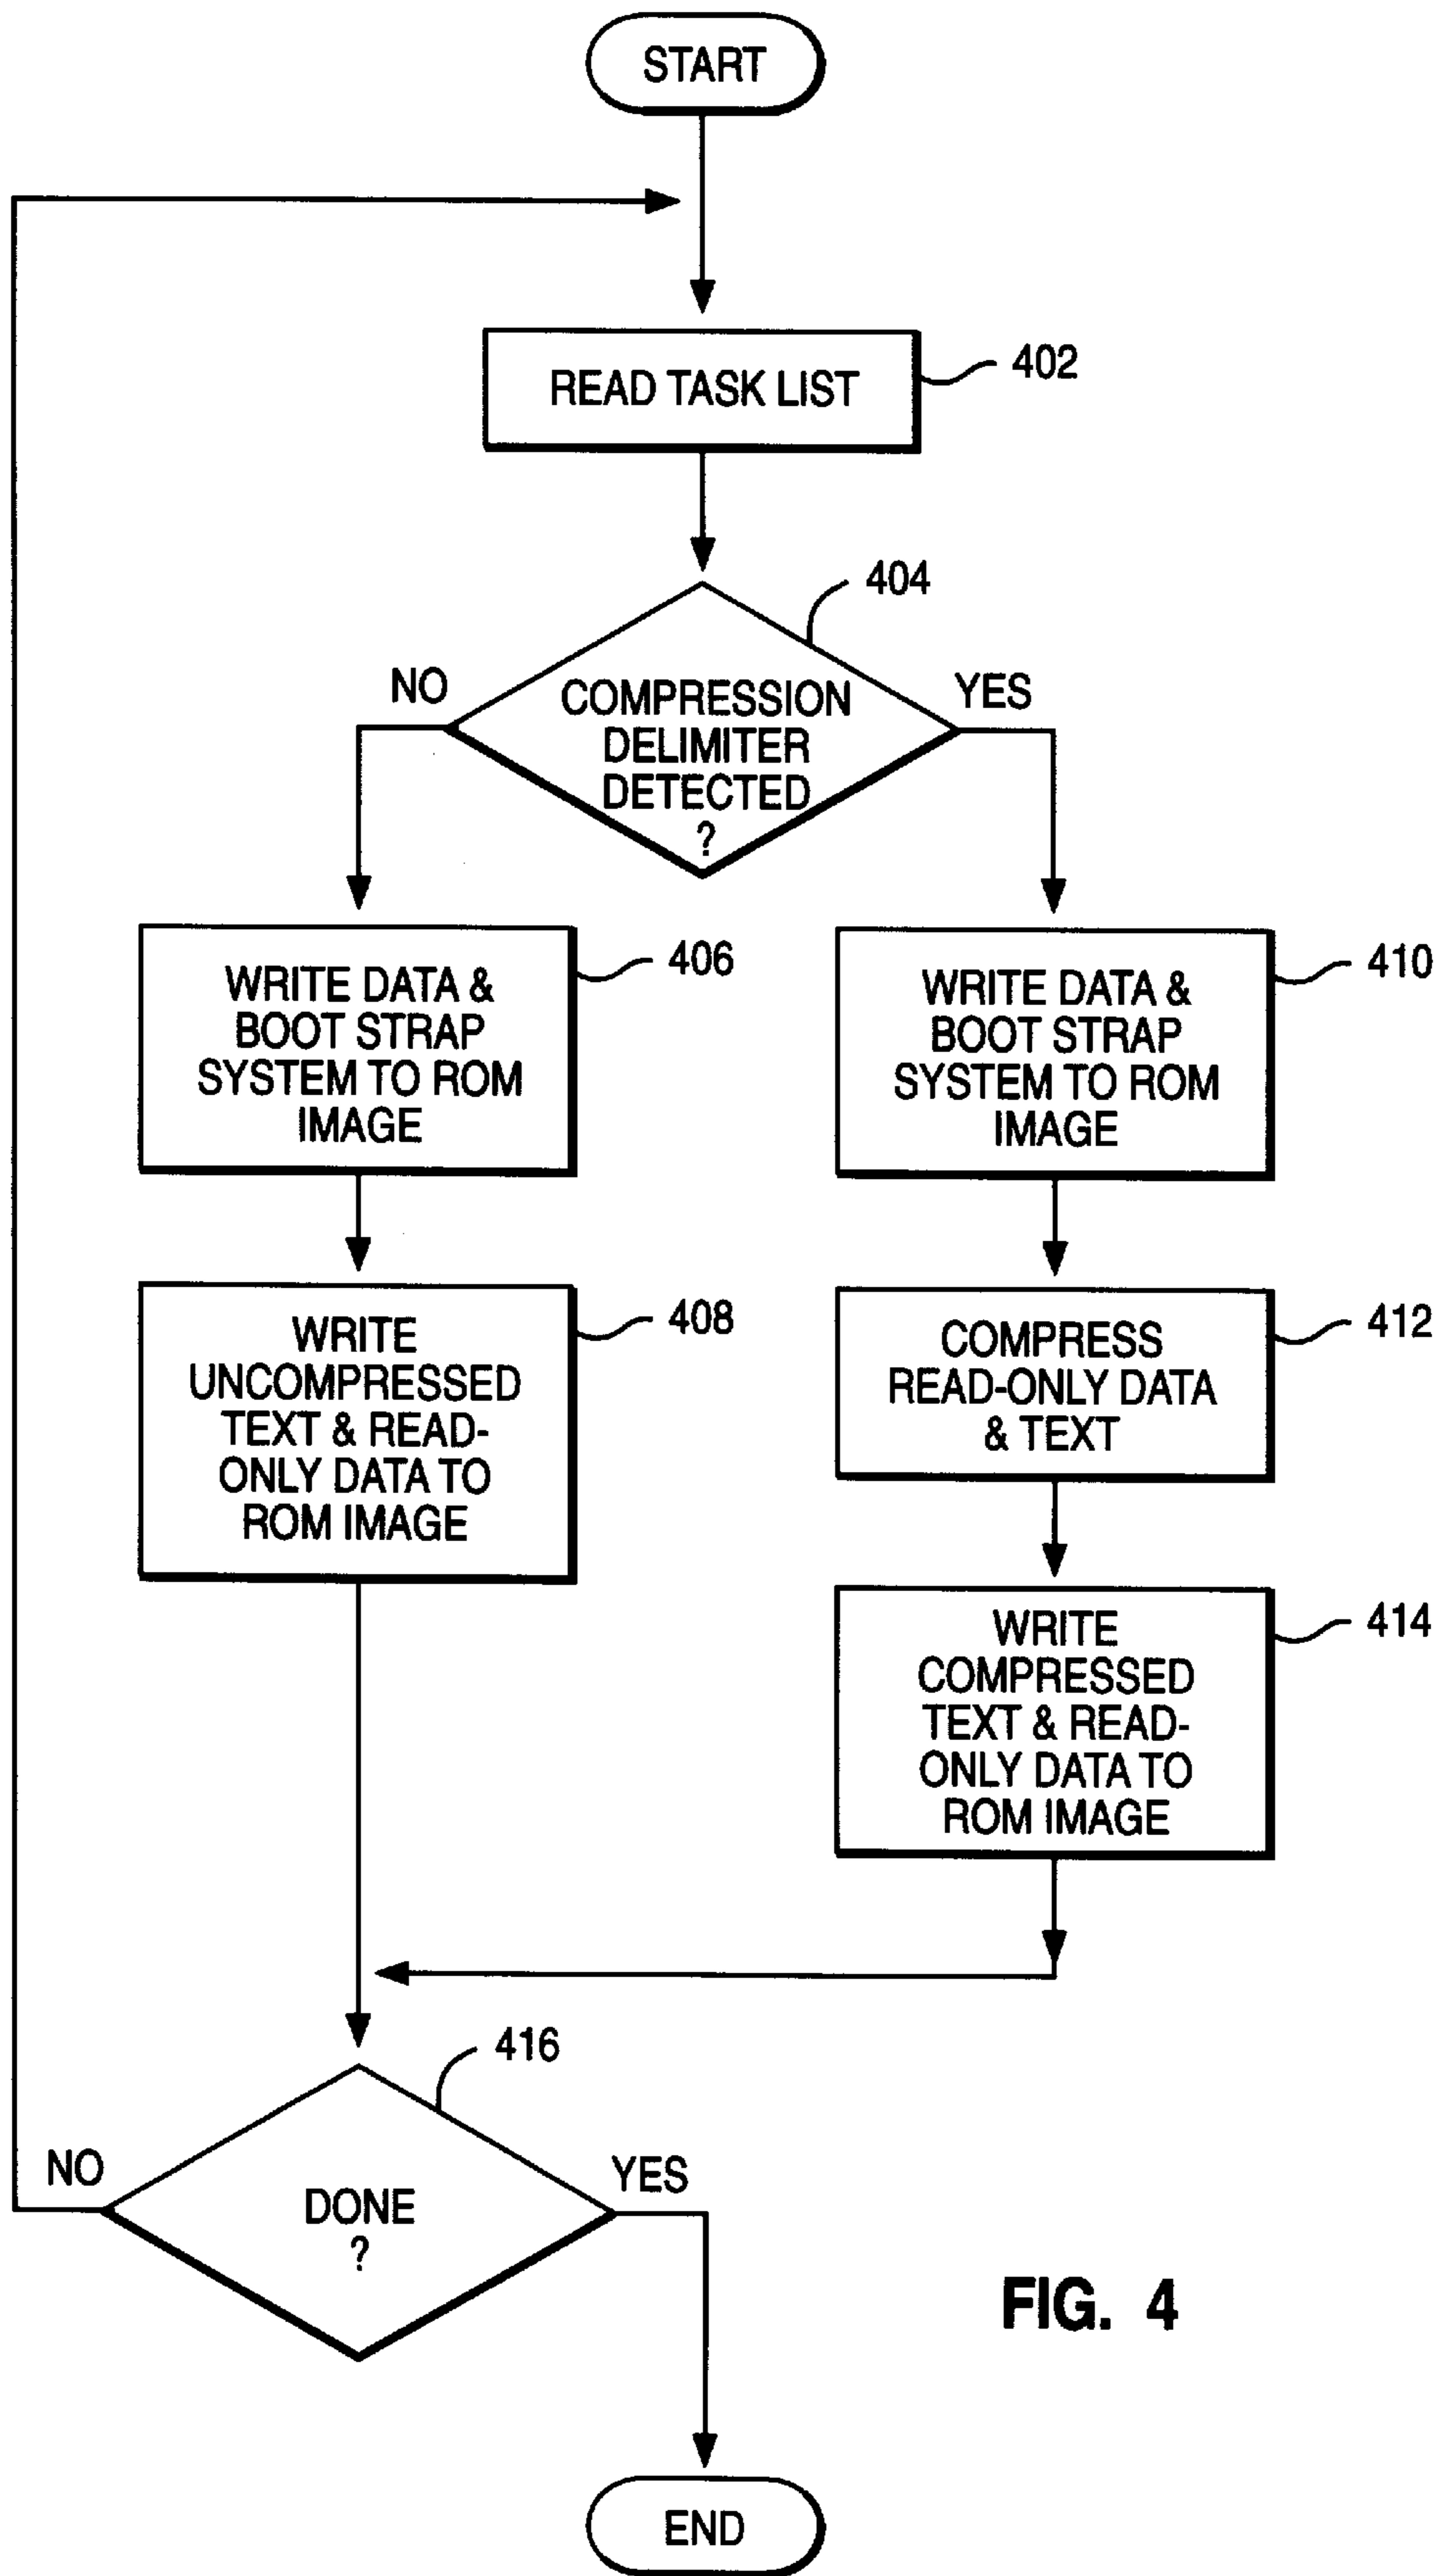 START
READ TASK LIST
402
404
NO
YES
COMPRESSION
DELIMITER
DETECTED
?
WRITE DATA &
BOOT STRAP
SYSTEM TO ROM
IMAGE
406
WRITE DATA &
BOOT STRAP
SYSTEM TO ROM
IMAGE
410
WRITE
UNCOMPRESSED
TEXT & READ-
ONLY DATA TO
ROM IMAGE
408
COMPRESS
READ-ONLY DATA
& TEXT
412
WRITE
COMPRESSED
TEXT & READ-
ONLY DATA TO
ROM IMAGE
414
416
NO
YES
DONE
?
FIG. 4
END